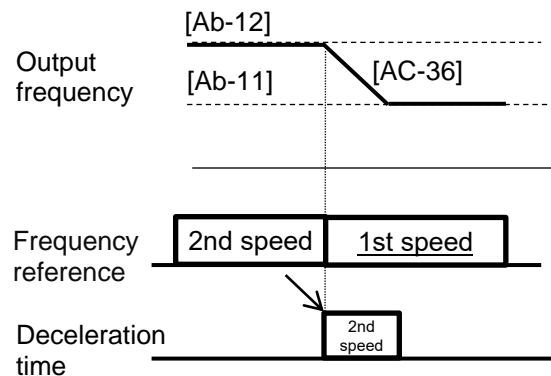 [Ab-12]
Output
frequency
[Ab-11]
[AC-36]
Frequency
reference
2nd speed
1st speed
Deceleration
time
2nd
speed